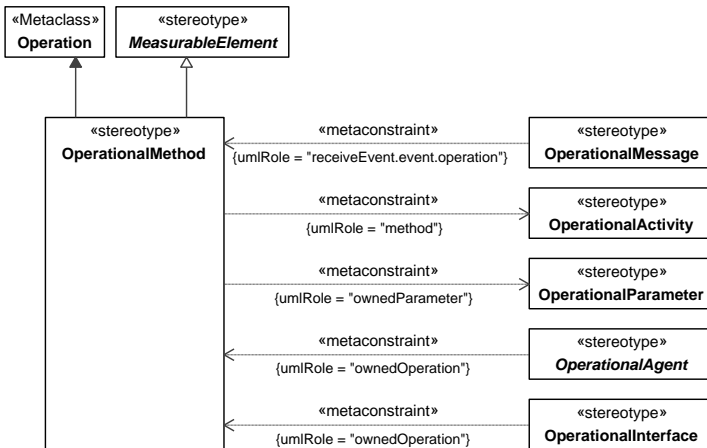 «Metaclass»
Operation
«stereotype»
MeasurableElement
«stereotype»
OperationalMethod
«metaconstraint»
{umlRole = "receiveEvent.event.operation"}
«stereotype»
OperationalMessage
«metaconstraint»
{umlRole = "method"}
«stereotype»
OperationalActivity
«metaconstraint»
{umlRole = "ownedParameter"}
«stereotype»
OperationalParameter
«metaconstraint»
{umlRole = "ownedOperation"}
«stereotype»
OperationalAgent
«metaconstraint»
{umlRole = "ownedOperation"}
«stereotype»
OperationalInterface